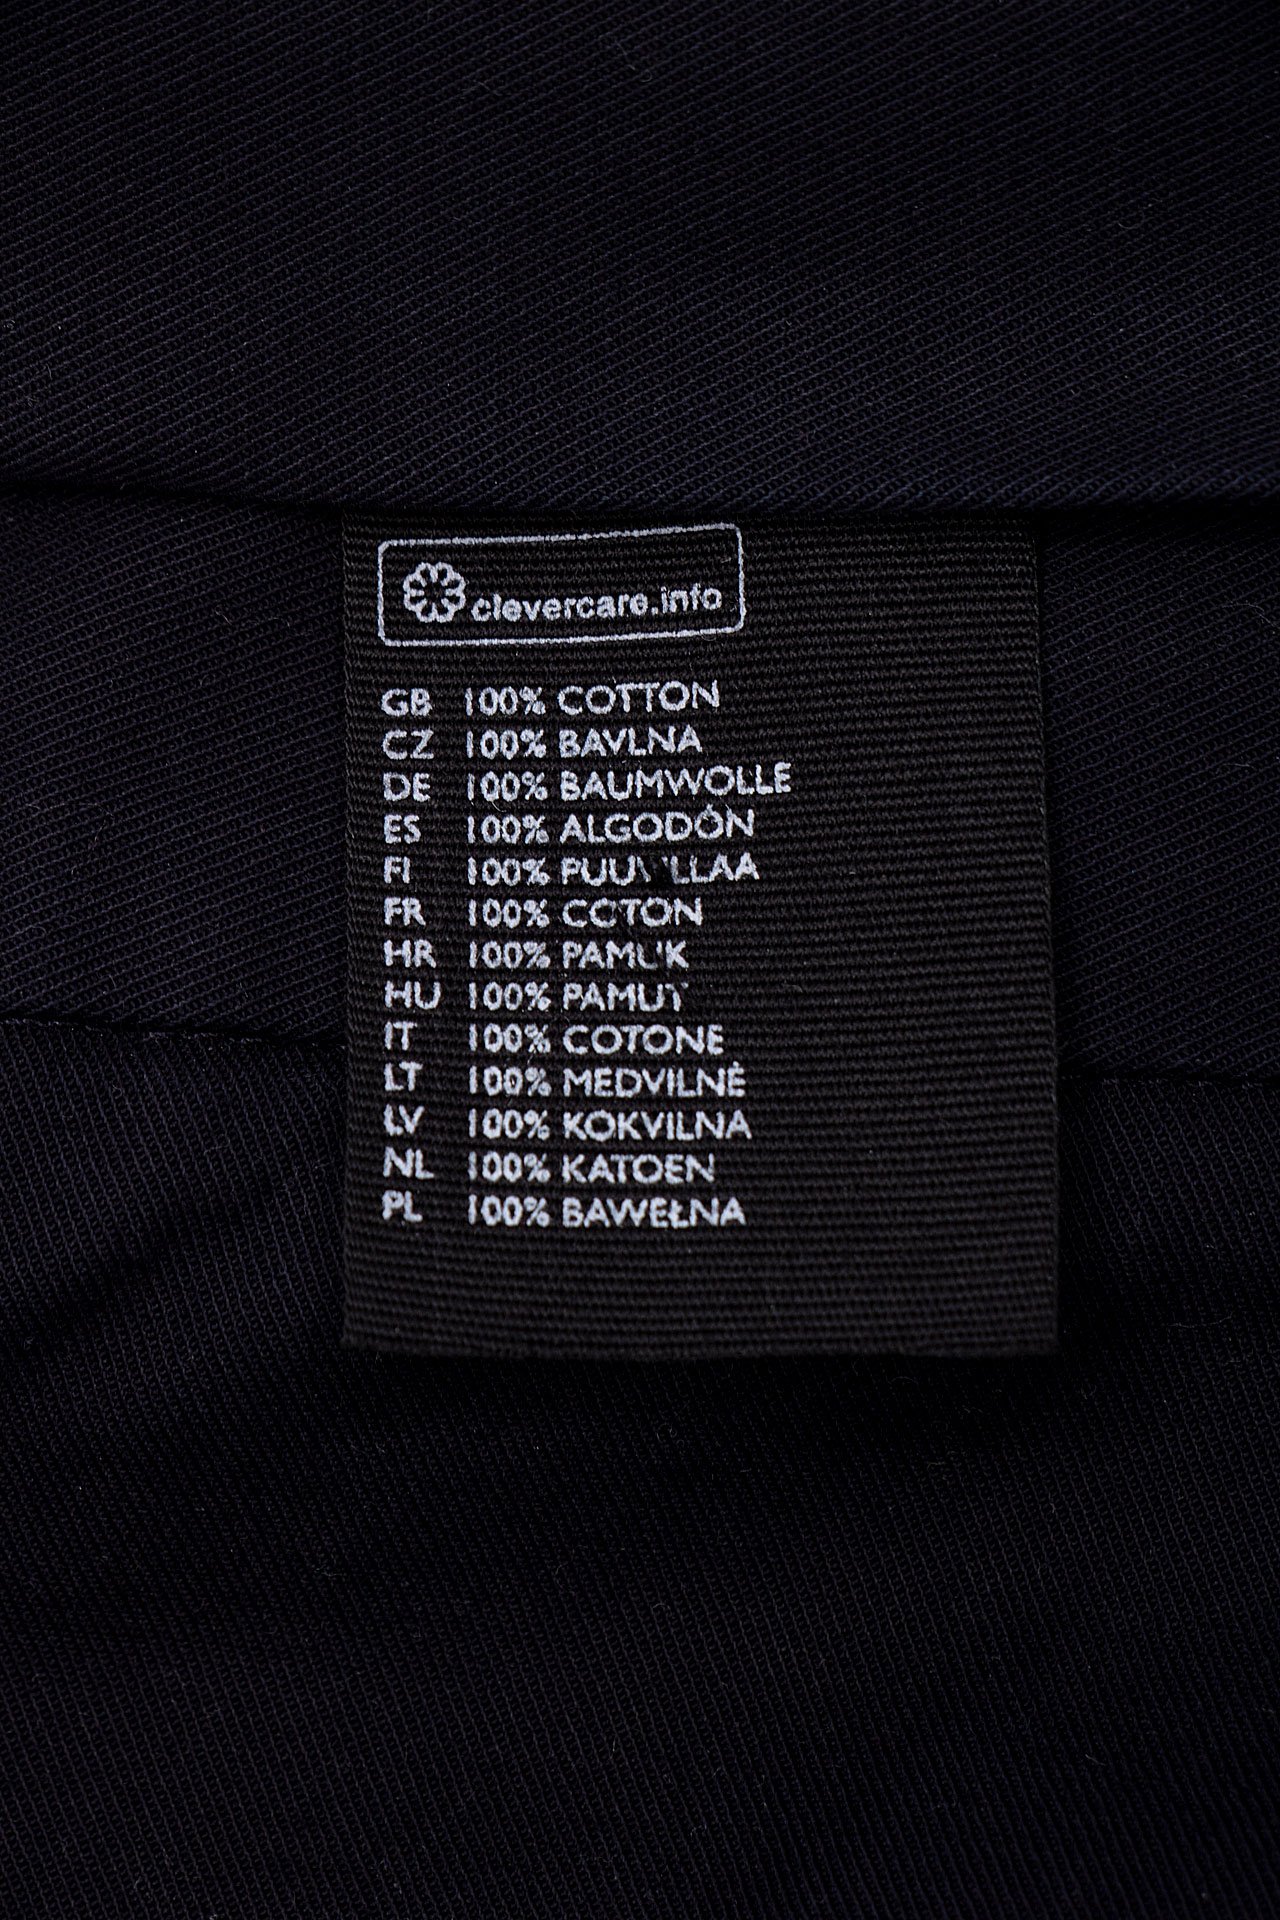 clevercare.info
GB 100% COTTON
CZ 100% BAVLNA
DE 100% BAUMWOLLE
ES 100% ALGODÓN
FI 100% PUUVILLAA
FR 100% COTON
HR 100% PAMUK
HU 100% PAMUT
IT 100% COTONE
LT 100% MEDVILNĖ
LV 100% KOKVILNA
NL 100% KATOEN
PL 100% BAWEŁNA